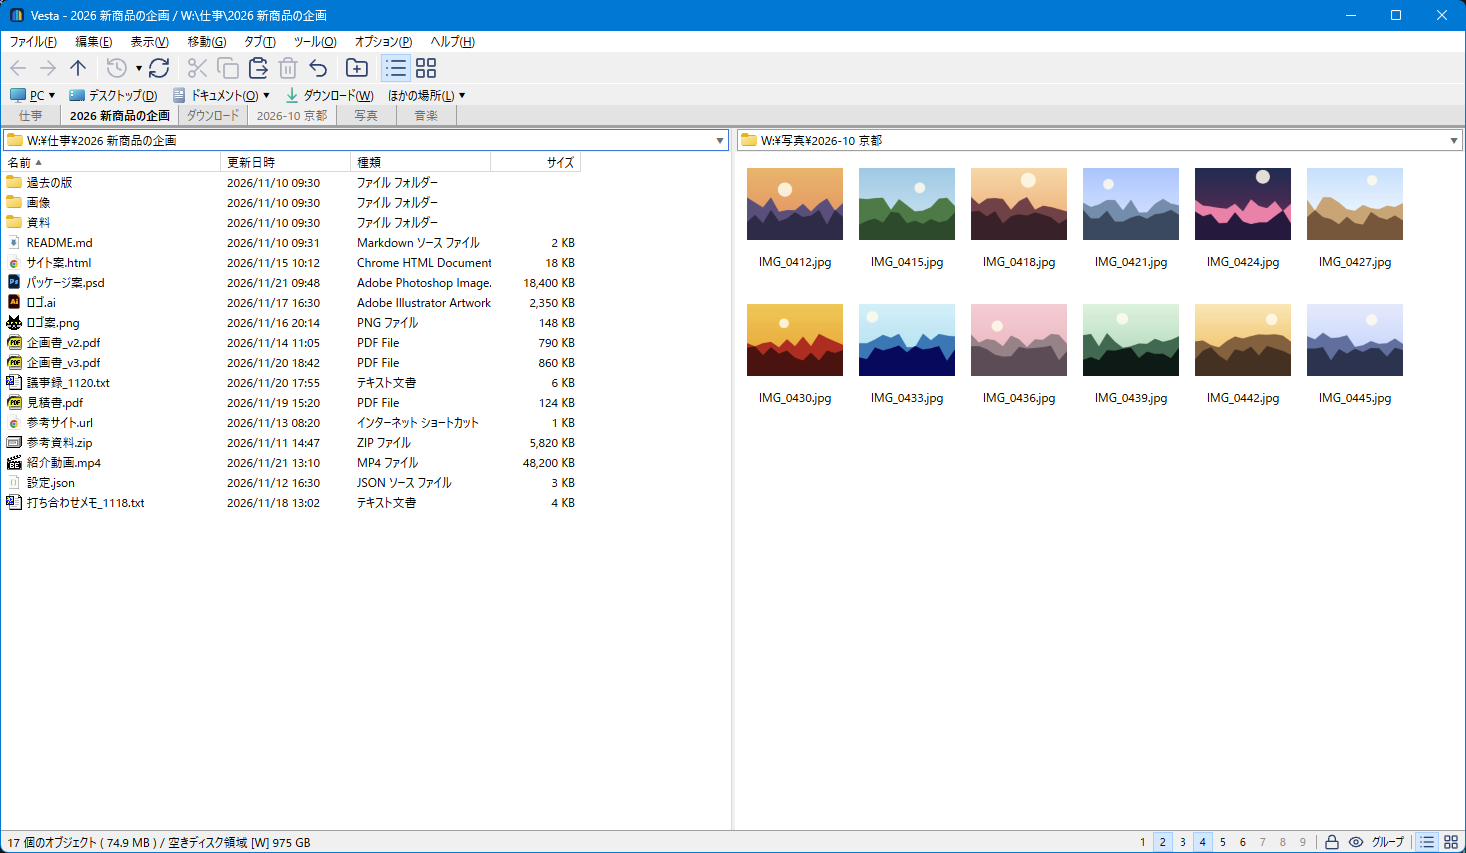 Vesta - 2026 新商品の企画 / W:\仕事\2026 新商品の企画
ファイル(F) 編集(E) 表示(V) 移動(G) タブ(T) ツール(O) オプション(P) ヘルプ(H)
PC デスクトップ(D) ドキュメント(O) ダウンロード(W) ほかの場所(L)
仕事 2026 新商品の企画 ダウンロード 2026-10 京都 写真 音楽
W:¥仕事¥2026 新商品の企画
名前 更新日時 種類 サイズ
過去の版 2026/11/10 09:30 ファイル フォルダー
画像 2026/11/10 09:30 ファイル フォルダー
資料 2026/11/10 09:30 ファイル フォルダー
README.md 2026/11/10 09:31 Markdown ソース ファイル 2 KB
サイト案.html 2026/11/15 10:12 Chrome HTML Document 18 KB
パッケージ案.psd 2026/11/21 09:48 Adobe Photoshop Image. 18,400 KB
ロゴ.ai 2026/11/17 16:30 Adobe Illustrator Artwork 2,350 KB
ロゴ案.png 2026/11/16 20:14 PNG ファイル 148 KB
企画書_v2.pdf 2026/11/14 11:05 PDF File 790 KB
企画書_v3.pdf 2026/11/20 18:42 PDF File 860 KB
議事録_1120.txt 2026/11/20 17:55 テキスト文書 6 KB
見積書.pdf 2026/11/19 15:20 PDF File 124 KB
参考サイト.url 2026/11/13 08:20 インターネット ショートカット 1 KB
参考資料.zip 2026/11/11 14:47 ZIP ファイル 5,820 KB
紹介動画.mp4 2026/11/21 13:10 MP4 ファイル 48,200 KB
設定.json 2026/11/12 16:30 JSON ソース ファイル 3 KB
打ち合わせメモ_1118.txt 2026/11/18 13:02 テキスト文書 4 KB
W:¥写真¥2026-10 京都
IMG_0412.jpg IMG_0415.jpg IMG_0418.jpg IMG_0421.jpg IMG_0424.jpg IMG_0427.jpg
IMG_0430.jpg IMG_0433.jpg IMG_0436.jpg IMG_0439.jpg IMG_0442.jpg IMG_0445.jpg
17 個のオブジェクト ( 74.9 MB ) / 空きディスク領域 [W] 975 GB
1 2 3 4 5 6 7 8 9 グループ